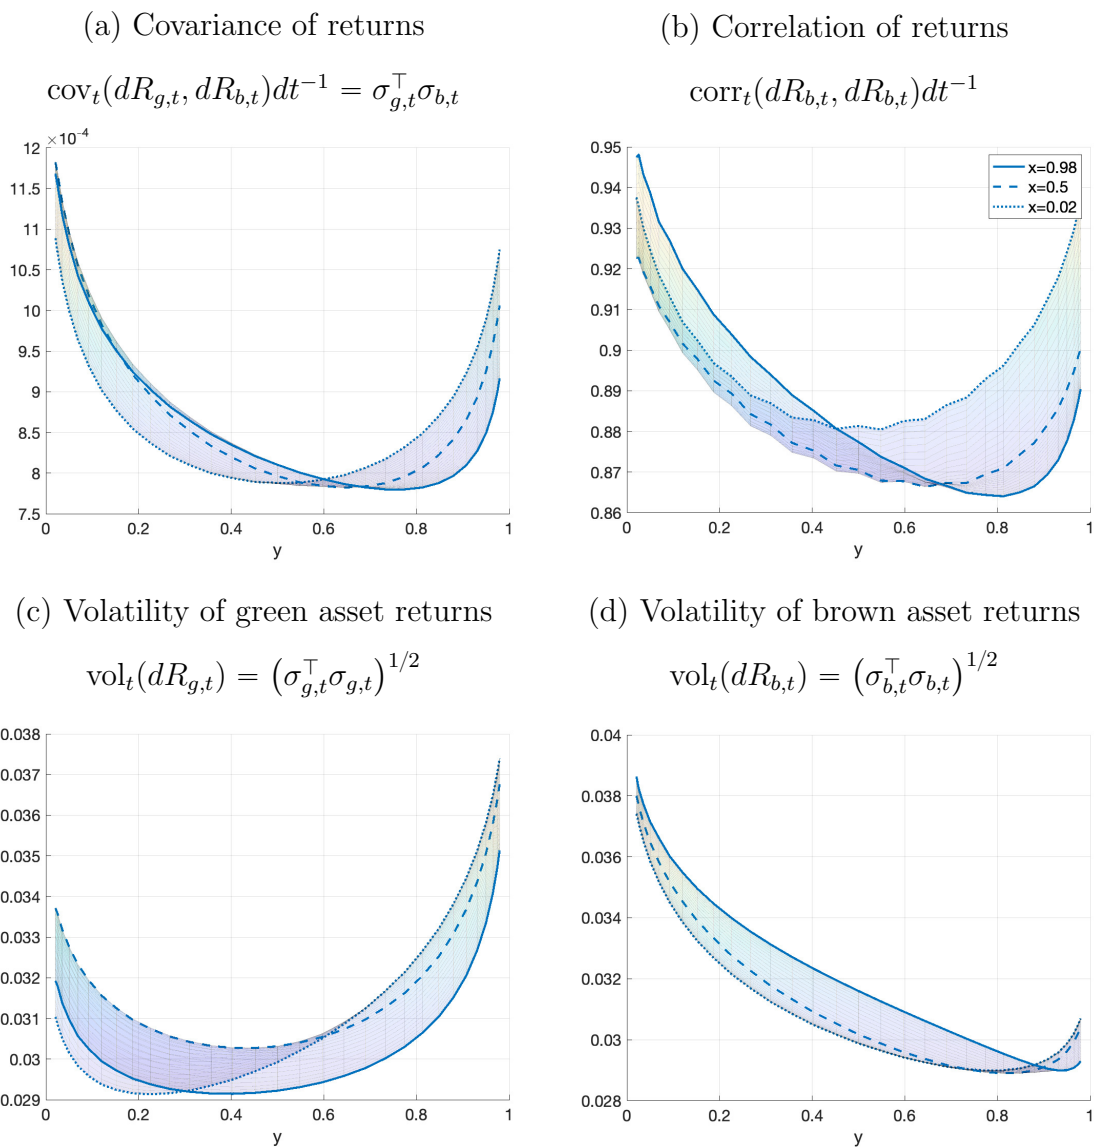 (a) Covariance of returns
cov_t(dR_{g,t}, dR_{b,t})dt^{-1} = σ_{g,t}^⊤σ_{b,t}
×10^{-4}
12
11.5
11
10.5
10
9.5
9
8.5
8
7.5
0 0.2 0.4 0.6 0.8 1
y
(b) Correlation of returns
corr_t(dR_{b,t}, dR_{b,t})dt^{-1}
0.95
0.94
0.93
0.92
0.91
0.9
0.89
0.88
0.87
0.86
x=0.98
x=0.5
x=0.02
0 0.2 0.4 0.6 0.8 1
y
(c) Volatility of green asset returns
vol_t(dR_{g,t}) = (σ_{g,t}^⊤σ_{g,t})^{1/2}
0.038
0.037
0.036
0.035
0.034
0.033
0.032
0.031
0.03
0.029
0 0.2 0.4 0.6 0.8 1
y
(d) Volatility of brown asset returns
vol_t(dR_{b,t}) = (σ_{b,t}^⊤σ_{b,t})^{1/2}
0.04
0.038
0.036
0.034
0.032
0.03
0.028
0 0.2 0.4 0.6 0.8 1
y